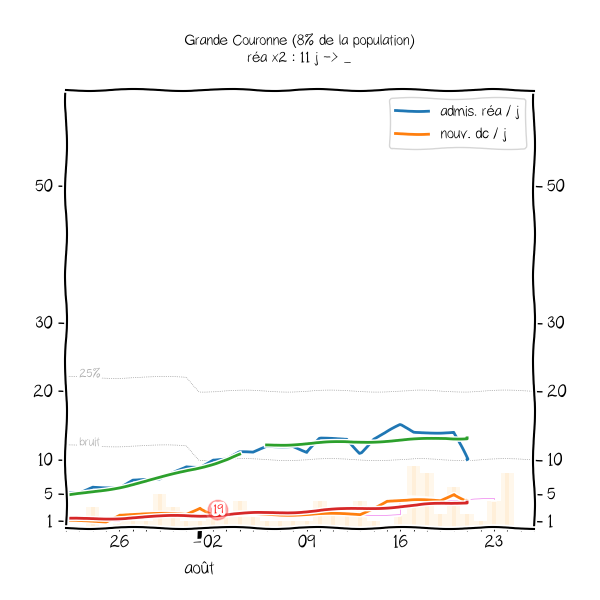 Grande Couronne (8% de la population)
réa x2 : 11 j -> _
admis. réa / j
nouv. dc / j
50 50
30 30
25%
20 20
bruit
10 10
5 5
19
1 1
26 02 09 16 23
août